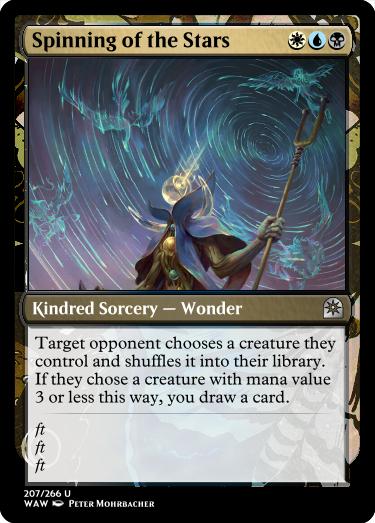 Spinning of the Stars
Kindred Sorcery — Wonder
Target opponent chooses a creature they
control and shuffles it into their library.
If they chose a creature with mana value
3 or less this way, you draw a card.
ft
ft
ft
207/266 U
WAW PETER MOHRBACHER